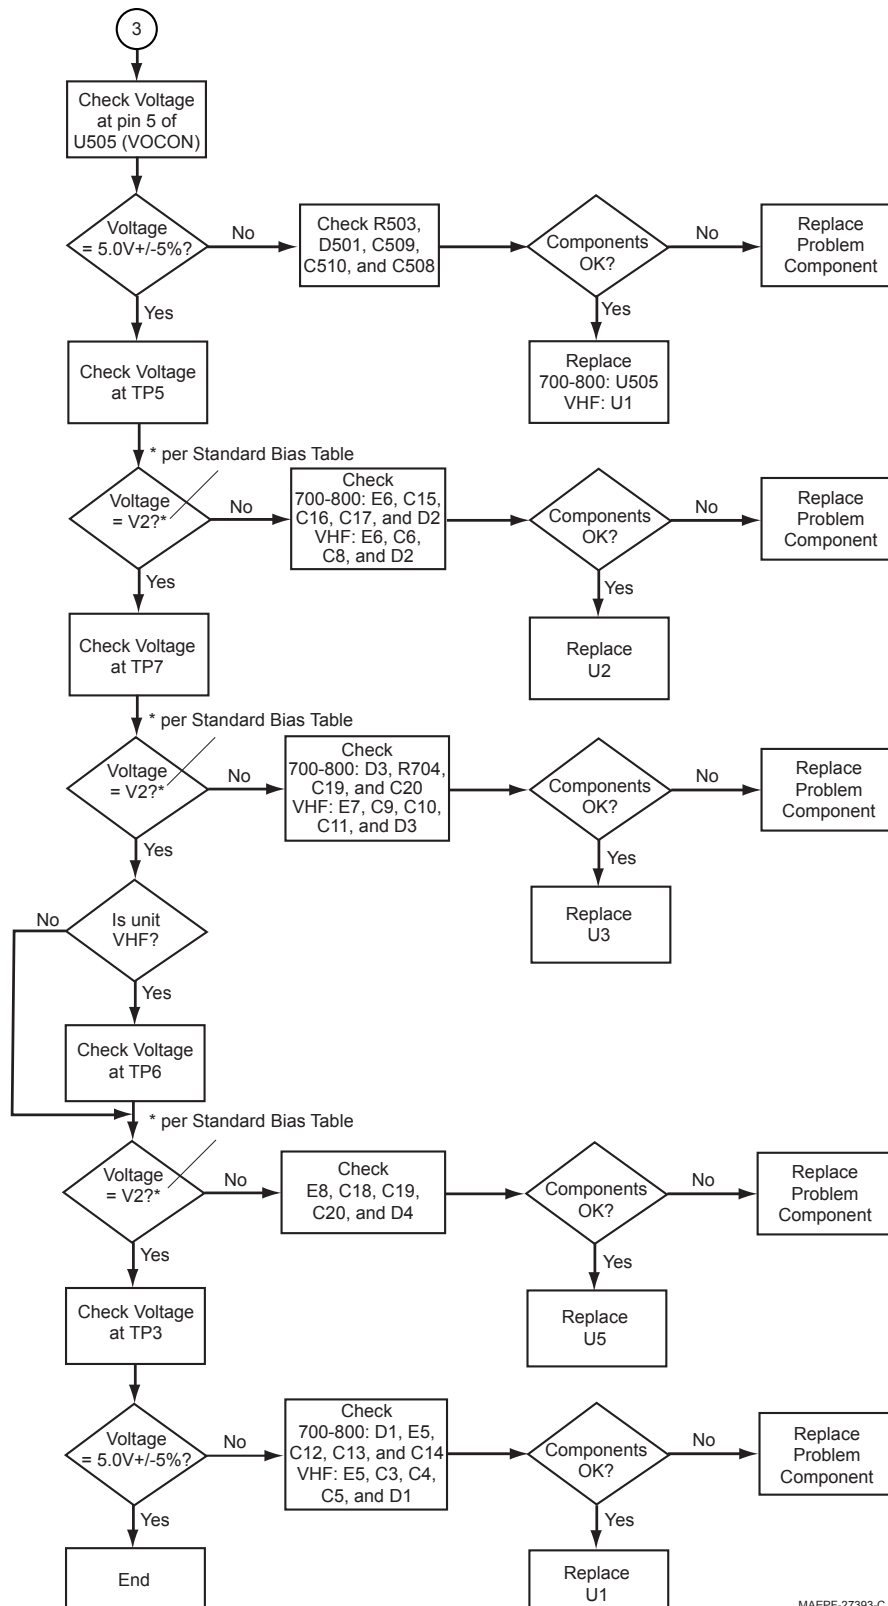 3
Check Voltage
at pin 5 of
U505 (VOCON)
Voltage
= 5.0V+/-5%?
No
Check R503,
D501, C509,
C510, and C508
Components
OK?
No
Replace
Problem
Component
Yes
Yes
Replace
700-800: U505
VHF: U1
Check Voltage
at TP5
* per Standard Bias Table
Voltage
= V2?*
No
Check
700-800: E6, C15,
C16, C17, and D2
VHF: E6, C6,
C8, and D2
Components
OK?
No
Replace
Problem
Component
Yes
Yes
Replace
U2
Check Voltage
at TP7
* per Standard Bias Table
Voltage
= V2?*
No
Check
700-800: D3, R704,
C19, and C20
VHF: E7, C9, C10,
C11, and D3
Components
OK?
No
Replace
Problem
Component
Yes
Yes
Replace
U3
No
Is unit
VHF?
Yes
Check Voltage
at TP6
* per Standard Bias Table
Voltage
= V2?*
No
Check
E8, C18, C19,
C20, and D4
Components
OK?
No
Replace
Problem
Component
Yes
Yes
Replace
U5
Check Voltage
at TP3
Voltage
= 5.0V+/-5%?
No
Check
700-800: D1, E5,
C12, C13, and C14
VHF: E5, C3, C4,
C5, and D1
Components
OK?
No
Replace
Problem
Component
Yes
Yes
End
Replace
U1
MAEPF-27393-C